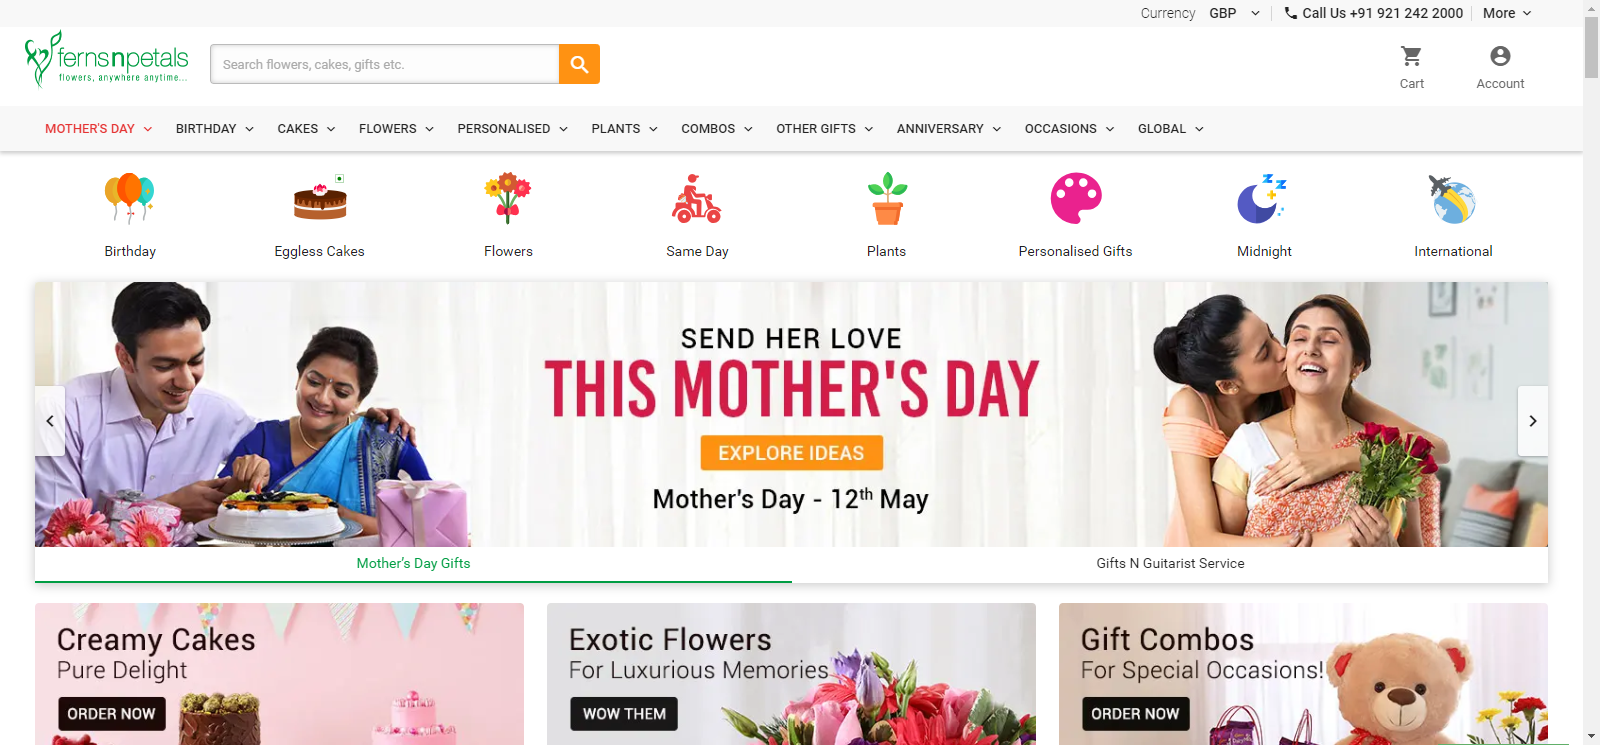 Currency GBP Call Us +91 921 242 2000 More
fernsnpetals
flowers, anywhere anytime...
Search flowers, cakes, gifts etc.
Cart Account
MOTHER'S DAY BIRTHDAY CAKES FLOWERS PERSONALISED PLANTS COMBOS OTHER GIFTS ANNIVERSARY OCCASIONS GLOBAL
Birthday Eggless Cakes Flowers Same Day Plants Personalised Gifts Midnight International
SEND HER LOVE
THIS MOTHER'S DAY
EXPLORE IDEAS
Mother's Day - 12th May
Mother's Day Gifts Gifts N Guitarist Service
Creamy Cakes
Pure Delight
ORDER NOW
Exotic Flowers
For Luxurious Memories
WOW THEM
Gift Combos
For Special Occasions!
ORDER NOW